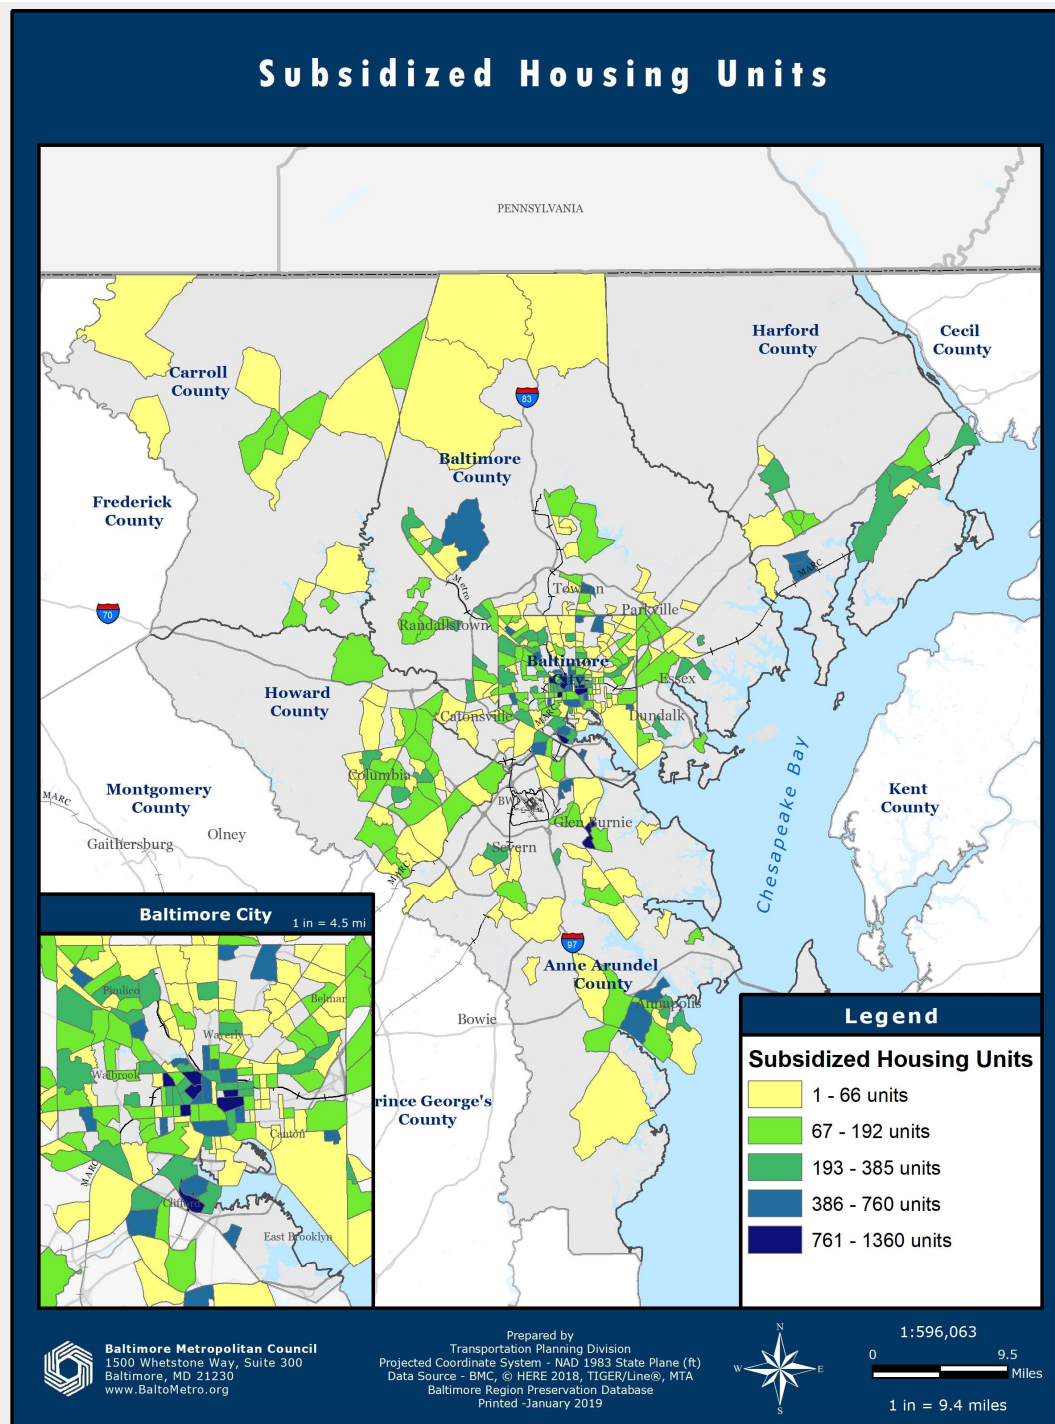 Subsidized Housing Units
PENNSYLVANIA
Harford
County
Cecil
County
Carroll
County
83
Baltimore
County
Frederick
County
MARC
Metro
70
Towson
Parkville
Randallstown
Baltimore
City
Essex
Howard
County
Catonsville
MARC
Dundalk
Columbia
Montgomery
County
Kent
County
MARC
Gaithersburg
Olney
BWI
Glen Burnie
Severn
MARC
Chesapeake Bay
97
Anne Arundel
County
Annapolis
Bowie
rince George's
County
Baltimore City
1 in = 4.5 mi
Pimlico
Belmar
Waverly
Walbrook
Canton
MARC
East Brooklyn
Legend
Subsidized Housing Units
1 - 66 units
67 - 192 units
193 - 385 units
386 - 760 units
761 - 1360 units
Baltimore Metropolitan Council
1500 Whetstone Way, Suite 300
Baltimore, MD 21230
www.BaltoMetro.org
Prepared by
Transportation Planning Division
Projected Coordinate System - NAD 1983 State Plane (ft)
Data Source - BMC, © HERE 2018, TIGER/Line®, MTA
Baltimore Region Preservation Database
Printed -January 2019
N
W
E
S
1:596,063
0
9.5
Miles
1 in = 9.4 miles